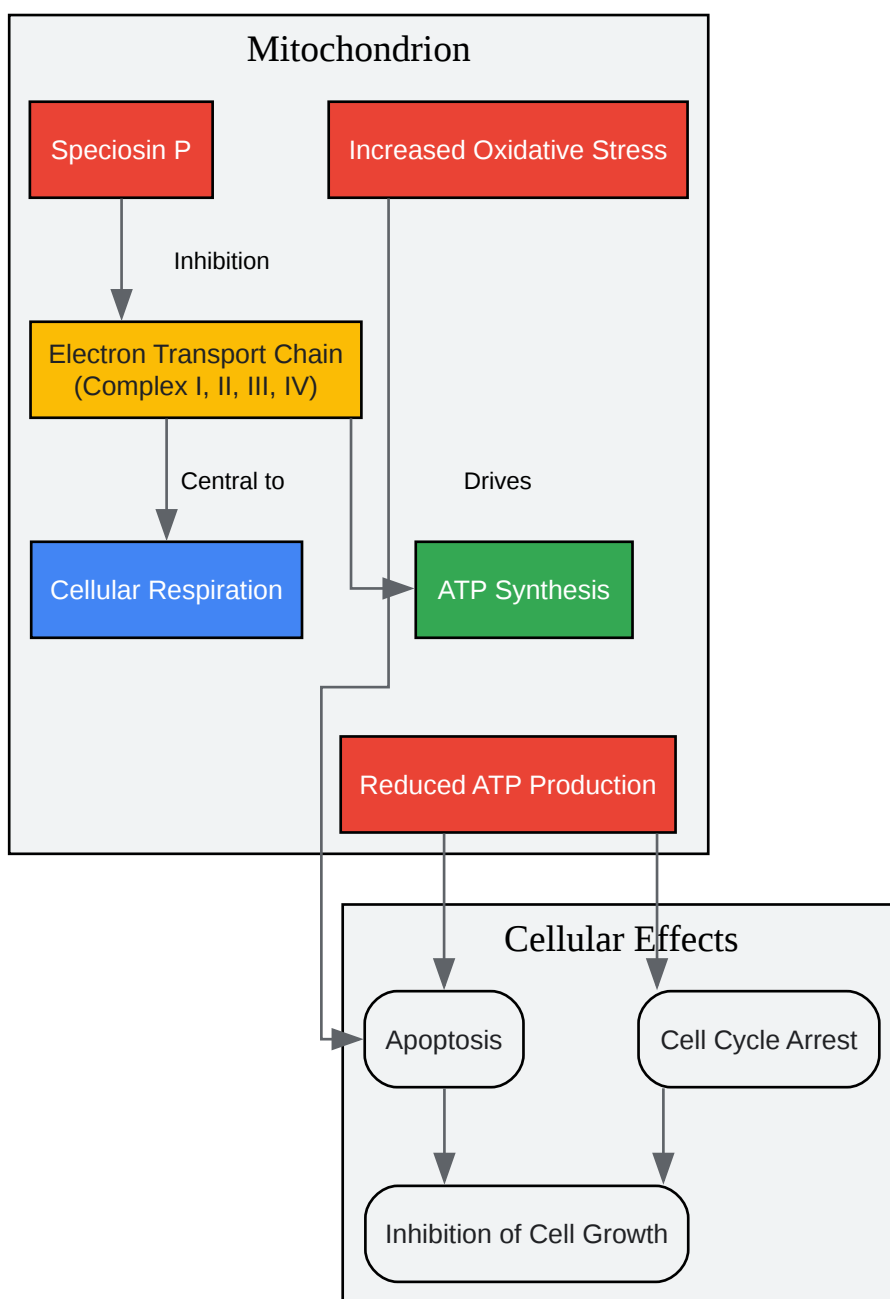 Mitochondrion
Speciosin P
Increased Oxidative Stress
Inhibition
Electron Transport Chain
(Complex I, II, III, IV)
Central to
Drives
Cellular Respiration
ATP Synthesis
Reduced ATP Production
Cellular Effects
Apoptosis
Cell Cycle Arrest
Inhibition of Cell Growth